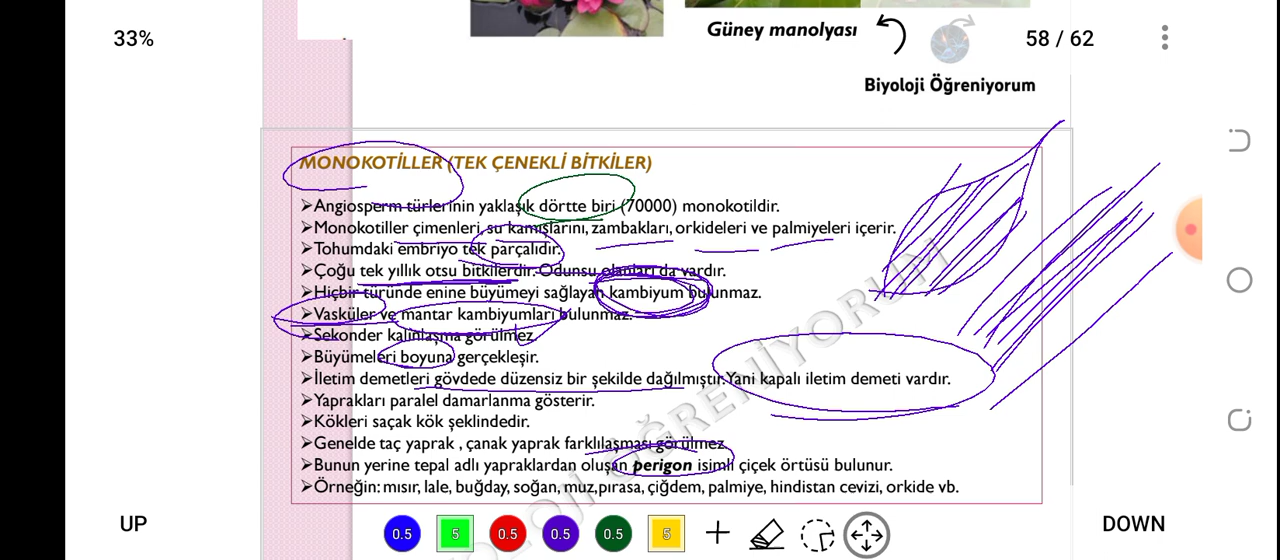 33%
Güney manolyası
58 / 62
Biyoloji Öğreniyorum
MONOKOTİLLER (TEK ÇENEKLİ BİTKİLER)
➢Angiosperm türlerinin yaklaşık dörtte biri (70000) monokotildir.
➢Monokotiller çimenleri, su kamışlarını, zambakları, orkideleri ve palmiyeleri içerir.
➢Tohumdaki embriyo tek parçalıdır.
➢Çoğu tek yıllık otsu bitkilerdir. Odunsu olanları da vardır.
➢Hiçbir türünde enine büyümeyi sağlayan kambiyum bulunmaz.
➢Vasküler ve mantar kambiyumları bulunmaz.
➢Sekonder kalınlaşma görülmez.
➢Büyümeleri boyuna gerçekleşir.
➢İletim demetleri gövdede düzensiz bir şekilde dağılmıştır.Yani kapalı iletim demeti vardır.
➢Yaprakları paralel damarlanma gösterir.
➢Kökleri saçak kök şeklindedir.
➢Genelde taç yaprak , çanak yaprak farklılaşması görülmez.
➢Bunun yerine tepal adlı yapraklardan oluşan perigon isimli çiçek örtüsü bulunur.
➢Örneğin: mısır, lale, buğday, soğan, muz,pırasa, çiğdem, palmiye, hindistan cevizi, orkide vb.
BİYOLOJİ ÖĞRENİYORUM
UP
0.5 5 0.5 0.5 0.5 5
DOWN